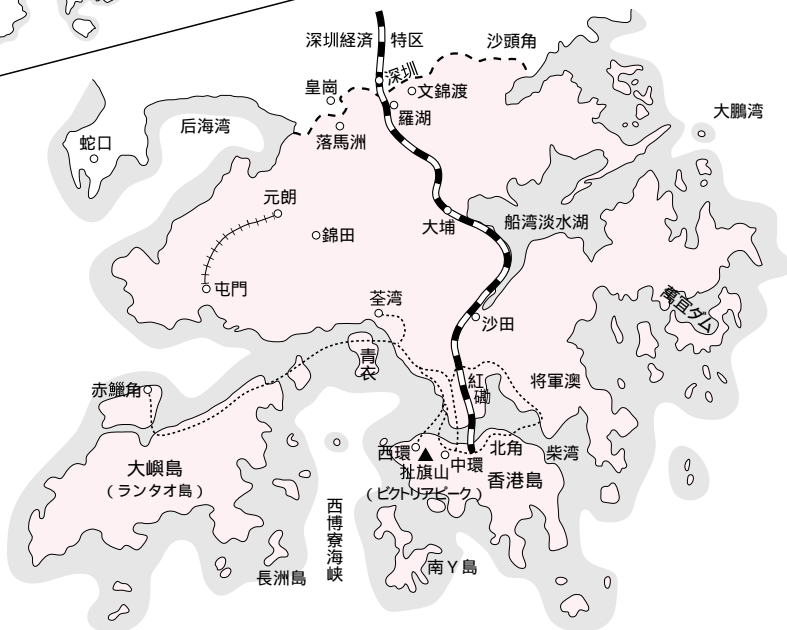 深圳経済 特区
沙頭角
深圳
皇崗
文錦渡
羅湖
大鵬湾
后海湾
落馬洲
蛇口
元朗
錦田
大埔
船湾淡水湖
屯門
荃湾
萬宜ダム
沙田
青衣
赤鱲角
紅磡
将軍澳
西環
中環
北角
柴湾
扯旗山
(ビクトリアピーク)
香港島
大嶼島
(ランタオ島)
西博寮海峡
長洲島
南Y島